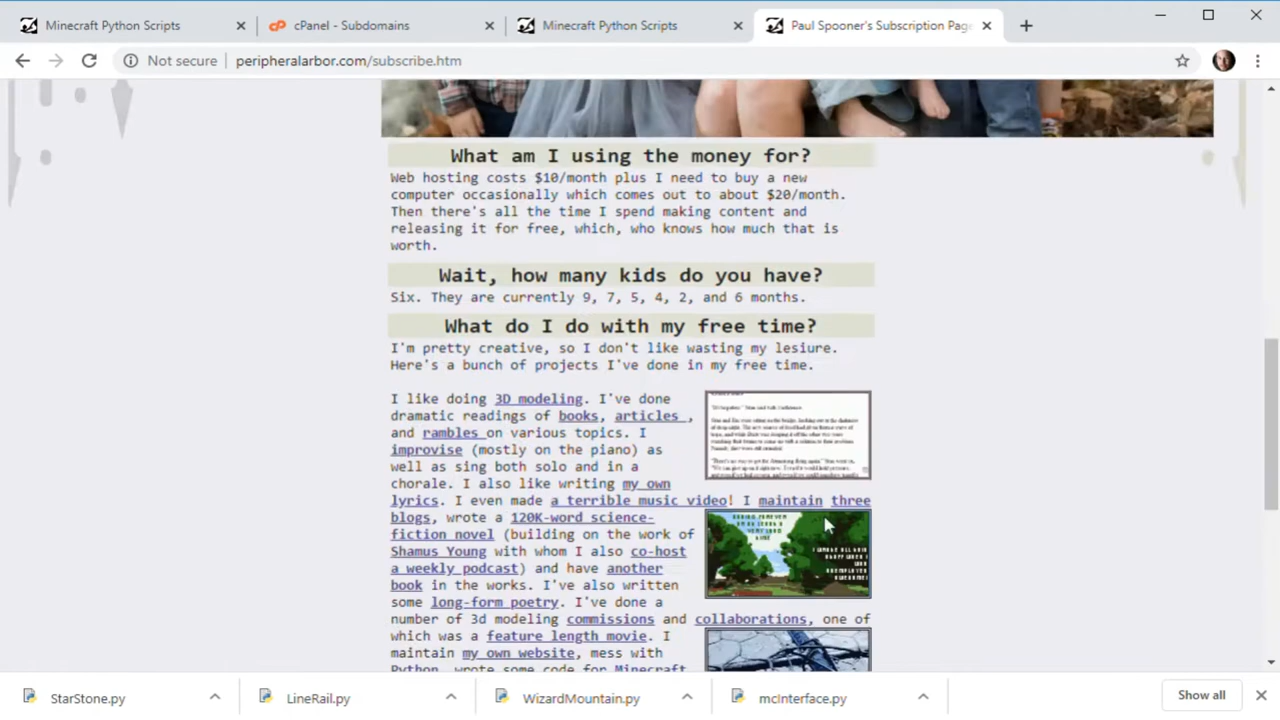 Minecraft Python Scripts
cPanel - Subdomains
Minecraft Python Scripts
Paul Spooner's Subscription Page
Not secure
peripheralarbor.com/subscribe.htm
What am I using the money for?
Web hosting costs $10/month plus I need to buy a new
computer occasionally which comes out to about $20/month.
Then there's all the time I spend making content and
releasing it for free, which, who knows how much that is
worth.
Wait, how many kids do you have?
Six. They are currently 9, 7, 5, 4, 2, and 6 months.
What do I do with my free time?
I'm pretty creative, so I don't like wasting my lesiure.
Here's a bunch of projects I've done in my free time.
I like doing 3D modeling. I've done
dramatic readings of books, articles ,
and rambles on various topics. I
improvise (mostly on the piano) as
well as sing both solo and in a
chorale. I also like writing my own
lyrics. I even made a terrible music video! I maintain three
blogs, wrote a 120K-word science-
fiction novel (building on the work of
Shamus Young with whom I also co-host
a weekly podcast) and have another
book in the works. I've also written
some long-form poetry. I've done a
number of 3d modeling commissions and collaborations, one of
which was a feature length movie. I
maintain my own website, mess with
Python, wrote some code for Minecraft
StarStone.py
LineRail.py
WizardMountain.py
mcInterface.py
Show all